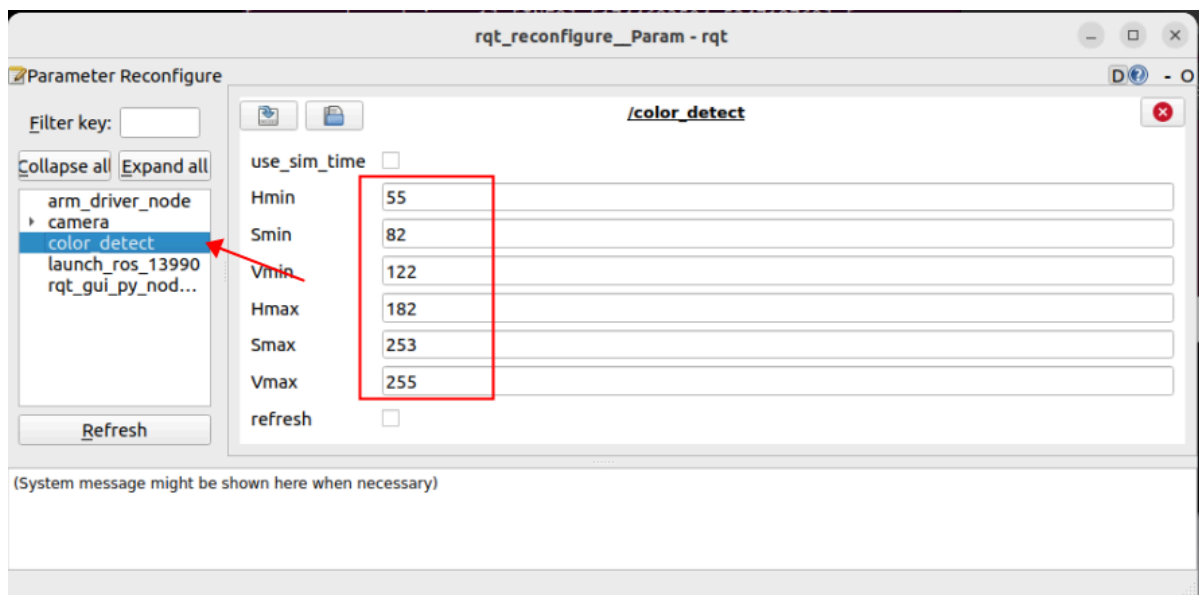 rqt_reconfigure__Param - rqt
Parameter Reconfigure
D
- O
Filter key:
Collapse all
Expand all
arm_driver_node
camera
color_detect
launch_ros_13990
rqt_gui_py_nod...
Refresh
/color_detect
use_sim_time
Hmin 55
Smin 82
Vmin 122
Hmax 182
Smax 253
Vmax 255
refresh
(System message might be shown here when necessary)